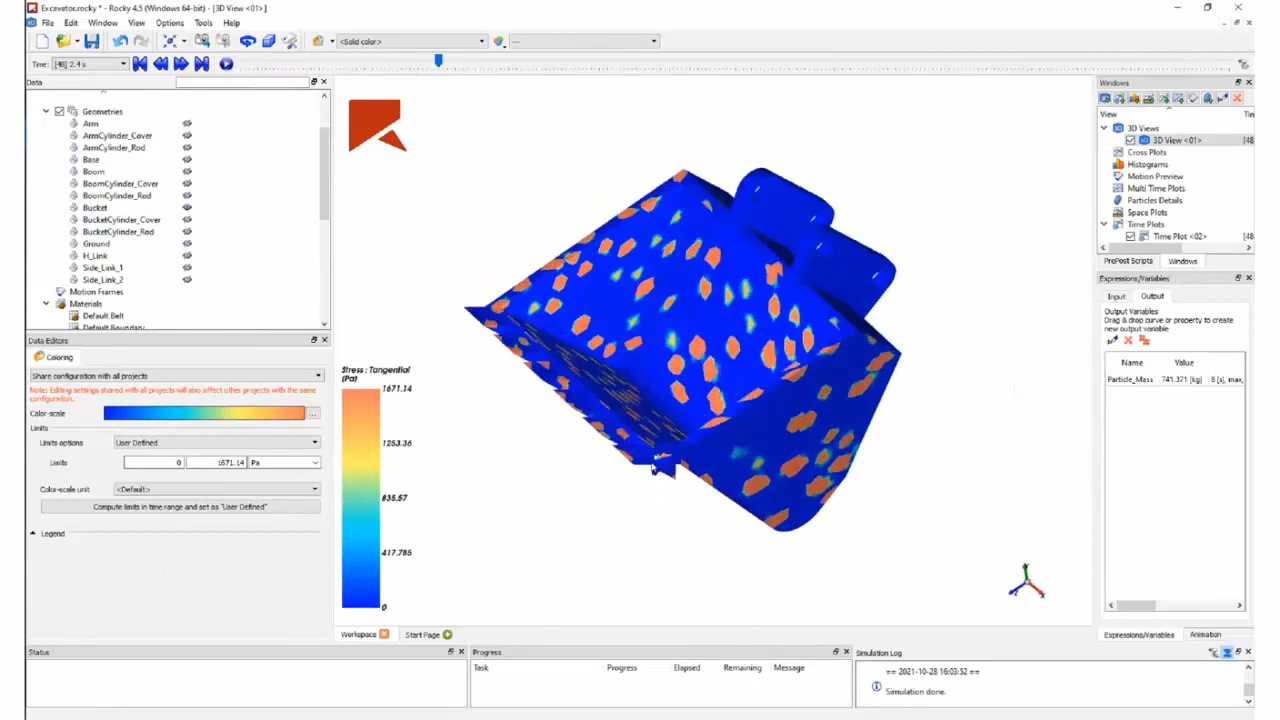 Excavator.rocky * - Rocky 4.5 (Windows 64-bit) - [3D View <01>]
File Edit Window View Options Tools Help
<Solid color>
Time: [48] 2.4 s
Data
Geometries
Arm
ArmCylinder_Cover
ArmCylinder_Rod
Base
Boom
BoomCylinder_Cover
BoomCylinder_Rod
Bucket
BucketCylinder_Cover
BucketCylinder_Rod
Ground
H_Link
Side_Link_1
Side_Link_2
Motion Frames
Materials
Default Belt
Default Boundary
Data Editors
Coloring
Share configuration with all projects
Note: Editing settings shared with all projects will also affect other projects with the same
configuration.
Color-scale
...
Limits
Limits options User Defined
Limits 0 1671.14 Pa
Color-scale unit <Default>
Compute limits in time range and set as "User Defined"
Legend
Stress : Tangential
(Pa)
1671.14
1253.36
835.57
417.785
0
Y
X
Z
Workspace Start Page
Windows
View
3D Views
3D View <01> [48
Cross Plots
Histograms
Motion Preview
Multi Time Plots
Particles Details
Space Plots
Time Plots
Time Plot <02> [48
PrePost Scripts Windows
Expressions/Variables
Input Output
Output Variables
Drag & drop curve or property to create
new output variable
Name Value
Particle_Mass 741.371 [kg] 8 [s], max,
Expressions/Variables Animation
Status
Progress
Task Progress Elapsed Remaining Message
Simulation Log
== 2021-10-28 16:03:52 ==
Simulation done.